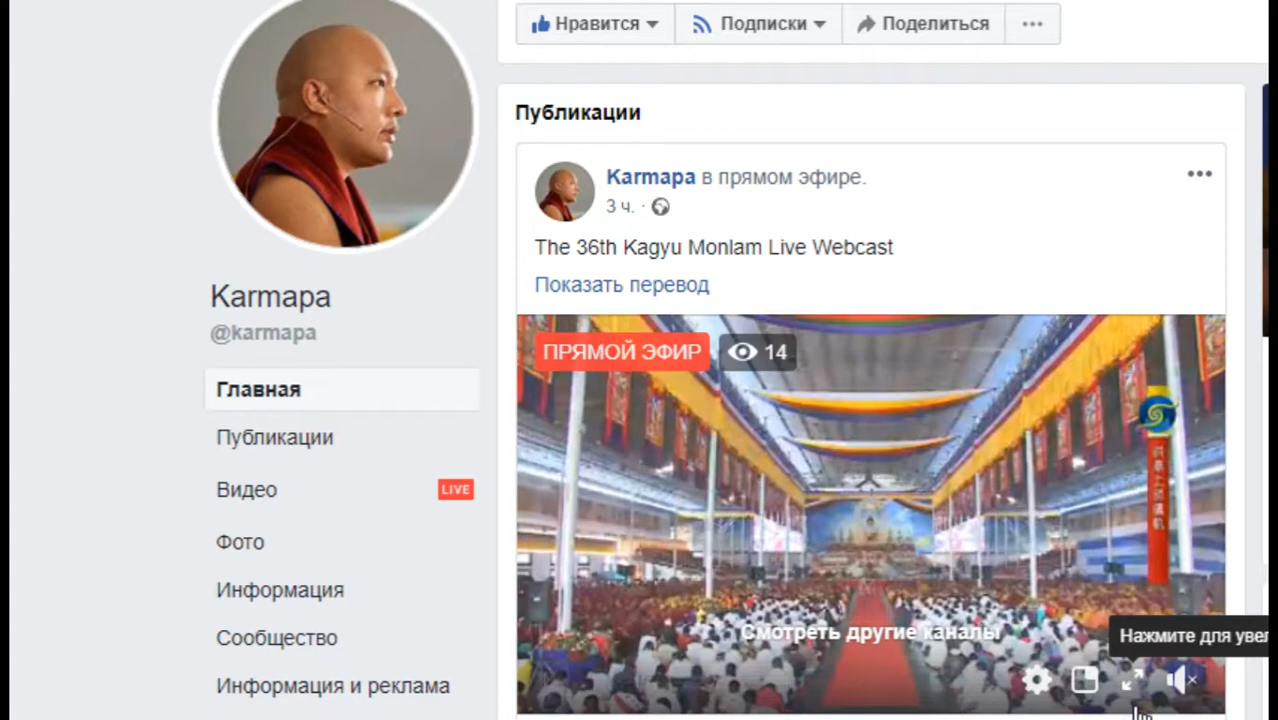 Нравится
Подписки
Поделиться
Публикации
Karmapa в прямом эфире.
3 ч. ·
The 36th Kagyu Monlam Live Webcast
Показать перевод
ПРЯМОЙ ЭФИР
14
Смотреть другие каналы
Нажмите для увел
Karmapa
@karmapa
Главная
Публикации
Видео
LIVE
Фото
Информация
Сообщество
Информация и реклама